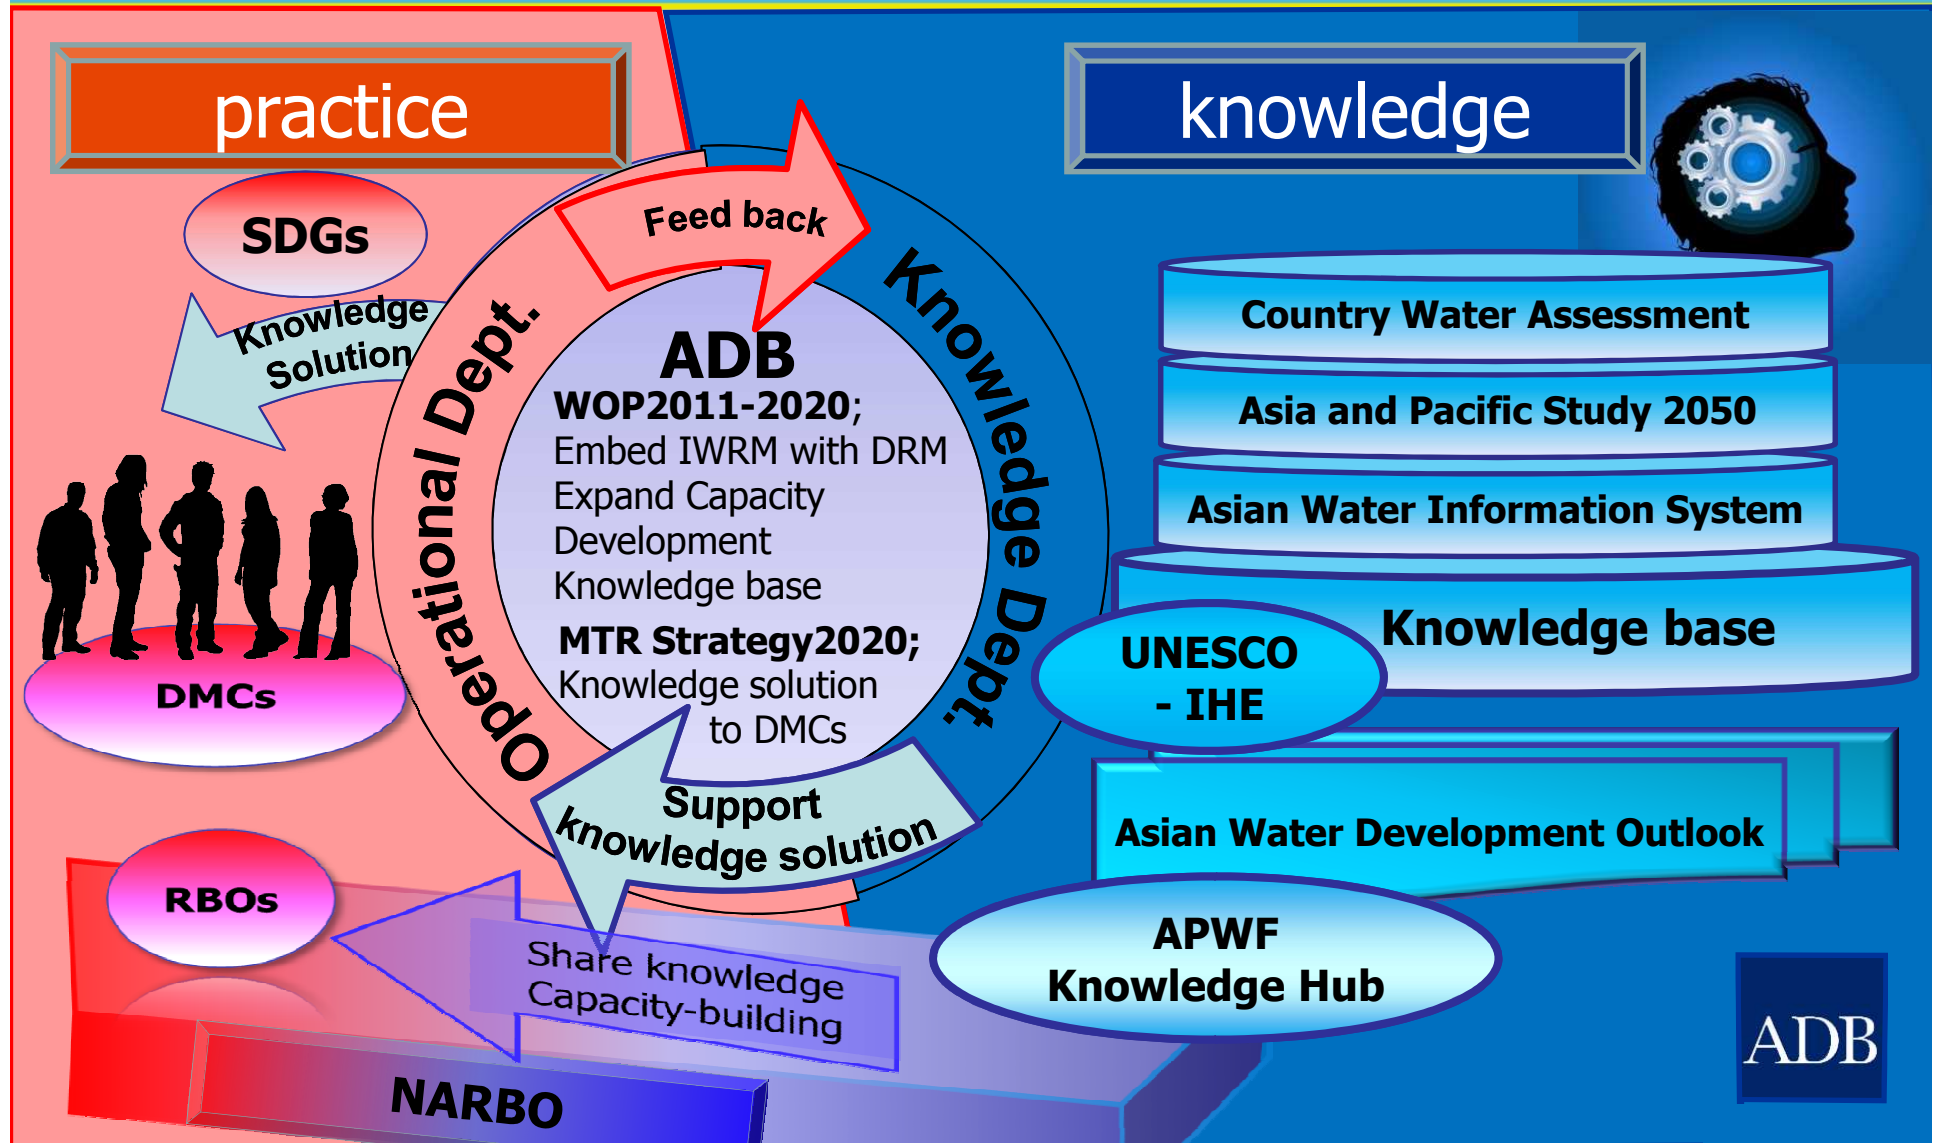 practice
knowledge
SDGs
Feed back
Knowledge
Solution
Operational Dept.
Knowledge Dept.
ADB
WOP2011-2020;
Embed IWRM with DRM
Expand Capacity
Development
Knowledge base
MTR Strategy2020;
Knowledge solution
to DMCs
Support
knowledge solution
DMCs
RBOs
Share knowledge
Capacity-building
NARBO
Country Water Assessment
Asia and Pacific Study 2050
Asian Water Information System
Knowledge base
UNESCO
- IHE
Asian Water Development Outlook
APWF
Knowledge Hub
ADB